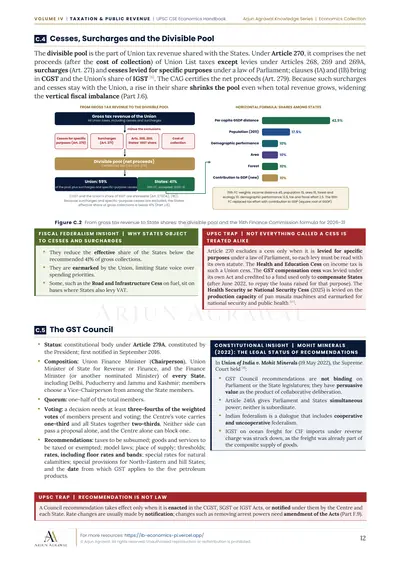 VOLUME IV | TAXATION & PUBLIC REVENUE | UPSC CSE Economics Handbook
Arjun Agrawal Knowledge Series | Economics Collection
C.4 Cesses, Surcharges and the Divisible Pool
The divisible pool is the part of Union tax revenue shared with the States. Under Article 270, it comprises the net
proceeds (after the cost of collection) of Union List taxes except levies under Articles 268, 269 and 269A,
surcharges (Art. 271) and cesses levied for specific purposes under a law of Parliament; clauses (1A) and (1B) bring
in CGST and the Union's share of IGST. The CAG certifies the net proceeds (Art. 279). Because such surcharges
and cesses stay with the Union, a rise in their share shrinks the pool even when total revenue grows, widening
the vertical fiscal imbalance (Part J.6).
FROM GROSS TAX REVENUE TO THE DIVISIBLE POOL
Gross tax revenue of the Union
Cesses for specific purposes (Art. 270)
Surcharges (Art. 271)
Arts. 268, 269
Cost of collection
Divisible pool (net proceeds)
Union: 59%
States: 41%
HORIZONTAL FORMULA: SHARES AMONG STATES
Per capita GSDP distance 42.5%
Population (2011) 17.5%
Demographic performance 10%
Area 10%
Forest 10%
Contribution to GDP (new) 10%
Figure C.2 From gross tax revenue to State shares: the divisible pool and the 16th Finance Commission formula for 2026–31
FISCAL FEDERALISM INSIGHT | WHY STATES OBJECT
TO CESSES AND SURCHARGES
• They reduce the effective share of the States below the
recommended 41% of gross collections.
• They are earmarked by the Union, limiting State voice over
spending priorities.
• Some, such as the Road and Infrastructure Cess on fuel, sit on
bases where States also levy VAT.
UPSC TRAP | NOT EVERYTHING CALLED A CESS IS
TREATED ALIKE
Article 270 excludes a cess only when it is levied for specific
purposes under a law of Parliament, so each levy must be read with
its own statute. The Health and Education Cess on income tax is
such a Union cess. The GST compensation cess was levied under
its own Act and credited to a fund used only to compensate States
(after June 2022, to repay the loans raised for that purpose). The
Health Security se National Security Cess (2025) is levied on the
production capacity of pan masala machines and earmarked for
national security and public health
ARJUN AGRAWAL
C.5 The GST Council
• Status: constitutional body under Article 279A, constituted
by the President; first notified in September 2016.
• Composition: Union Finance Minister (Chairperson), Union
Minister of State for Revenue or Finance, and the Finance
Minister (or another nominated Minister) of every State,
including Delhi, Puducherry and Jammu and Kashmir; members
choose a Vice-Chairperson from among the State members.
• Quorum: one-half of the total members.
• Voting: a decision needs at least three-fourths of the weighted
votes of members present and voting; the Centre's vote carries
one-third and all States together two-thirds. Neither side can
pass a proposal alone, and the Centre alone can block one.
• Recommendations: taxes to be subsumed; goods and services to
be taxed or exempted; model laws; place of supply; thresholds;
rates, including floor rates and bands; special rates for natural
calamities; special provisions for North-Eastern and hill States;
and the date from which GST applies to the five petroleum
products.
CONSTITUTIONAL INSIGHT | MOHIT MINERALS
(2022): THE LEGAL STATUS OF RECOMMENDATIONS
In Union of India v. Mohit Minerals (19 May 2022), the Supreme
Court held
• GST Council recommendations are not binding on
Parliament or the State legislatures; they have persuasive
value as the product of collaborative deliberation.
• Article 246A gives Parliament and States simultaneous
power; neither is subordinate.
• Indian federalism is a dialogue that includes cooperative
and uncooperative federalism.
• IGST on ocean freight for CIF imports under reverse
charge was struck down, as the freight was already part of
the composite supply of goods.
UPSC TRAP | RECOMMENDATION IS NOT LAW
A Council recommendation takes effect only when it is enacted in the CGST, SGST or IGST Acts, or notified under them by the Centre and
each State. Rate changes are usually made by notification; changes such as removing arrest powers need amendment of the Acts (Part F.9).
ARJUN AGRAWAL
For more resources: https://ib-economics-pi.vercel.app/
12